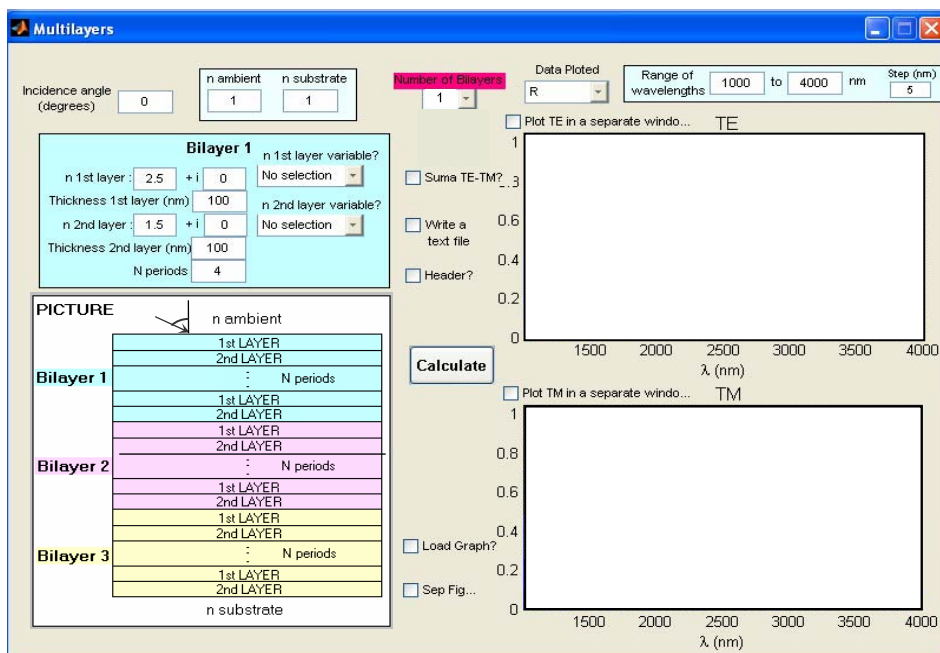 Multilayers
Incidence angle
(degrees)
0
n ambient
1
n substrate
1
Number of Bilayers
1
Data Ploted
R
Range of
wavelengths
1000
to
4000
nm
Step (nm)
5
Bilayer 1
n 1st layer :
2.5
+ i
0
n 1st layer variable?
No selection
Thickness 1st layer (nm)
100
n 2nd layer :
1.5
+ i
0
n 2nd layer variable?
No selection
Thickness 2nd layer (nm)
100
N periods
4
Suma TE-TM?
Write a
text file
Header?
Calculate
Load Graph?
Sep Fig...
Plot TE in a separate windo...
TE
1
0.6
0.4
0.2
0
1500
2000
2500
3000
3500
4000
λ (nm)
Plot TM in a separate windo...
TM
1
0.8
0.6
0.4
0.2
0
1500
2000
2500
3000
3500
4000
λ (nm)
PICTURE
n ambient
1st LAYER
2nd LAYER
Bilayer 1
N periods
1st LAYER
2nd LAYER
1st LAYER
2nd LAYER
Bilayer 2
N periods
1st LAYER
2nd LAYER
1st LAYER
2nd LAYER
Bilayer 3
N periods
1st LAYER
2nd LAYER
n substrate